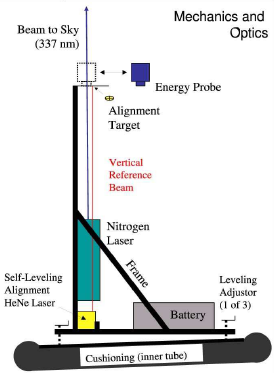 Mechanics and
Optics
Beam to Sky
(337 nm)
Energy Probe
Alignment
Target
Vertical
Reference
Beam
Nitrogen
Laser
Frame
Self-Leveling
Alignment
HeNe Laser
Leveling
Adjustor
(1 of 3)
Battery
Cushioning (inner tube)